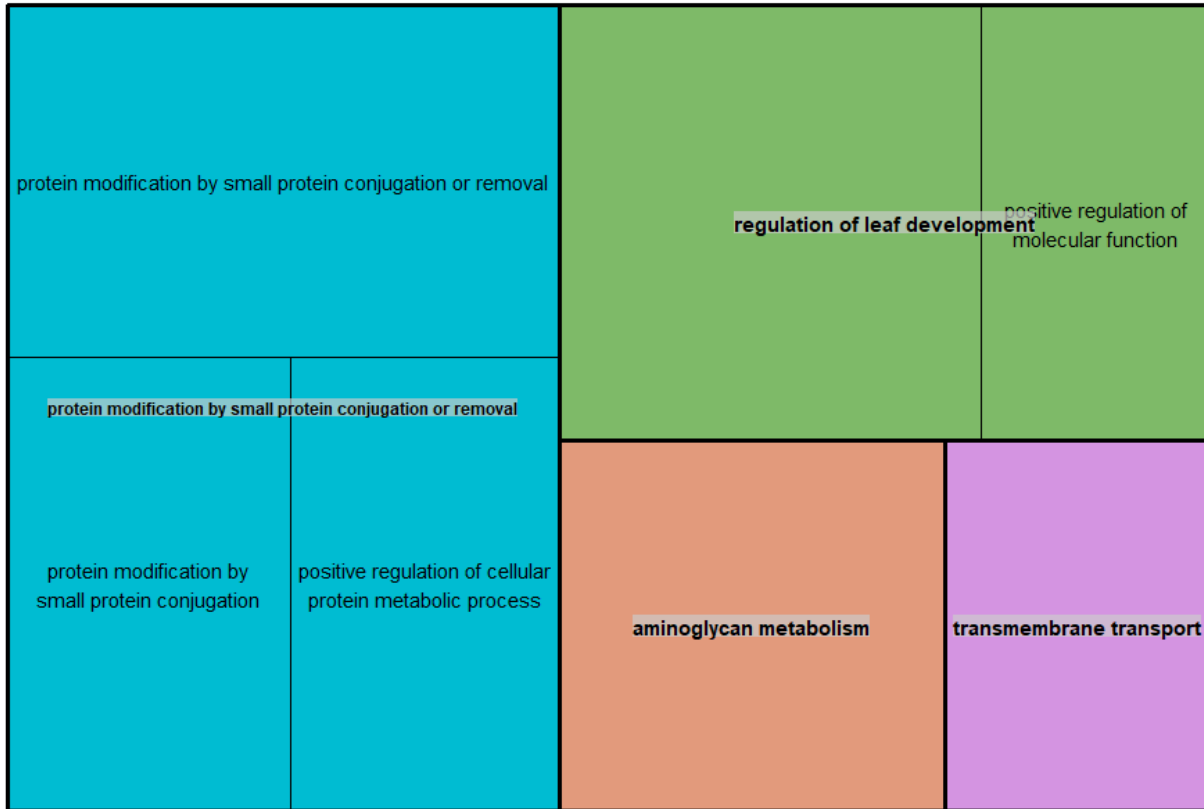 protein modification by small protein conjugation or removal
protein modification by small protein conjugation or removal
protein modification by
small protein conjugation
positive regulation of cellular
protein metabolic process
regulation of leaf development
positive regulation of
molecular function
aminoglycan metabolism
transmembrane transport